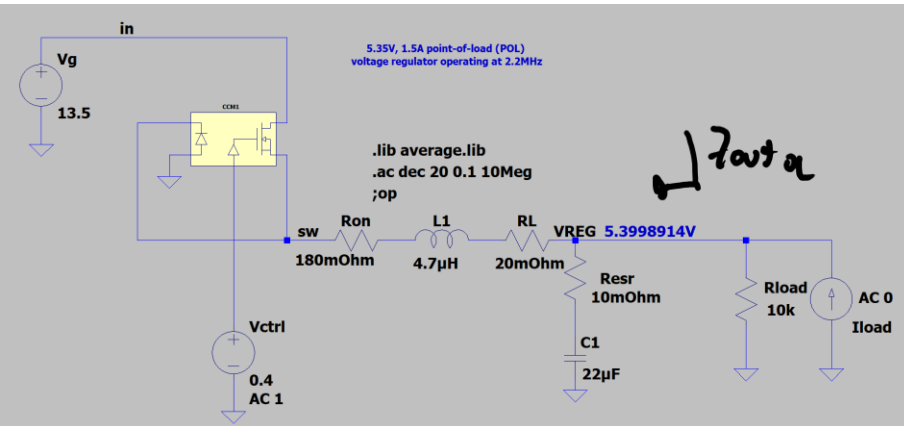 in
5.35V, 1.5A point-of-load (POL)
voltage regulator operating at 2.2MHz
Vg
13.5
CCM1
.lib average.lib
.ac dec 20 0.1 10Meg
;op
Zout
sw
Ron
180mOhm
L1
4.7µH
RL
20mOhm
VREG 5.3998914V
Resr
10mOhm
Rload
10k
AC 0
Iload
Vctrl
0.4
AC 1
C1
22µF